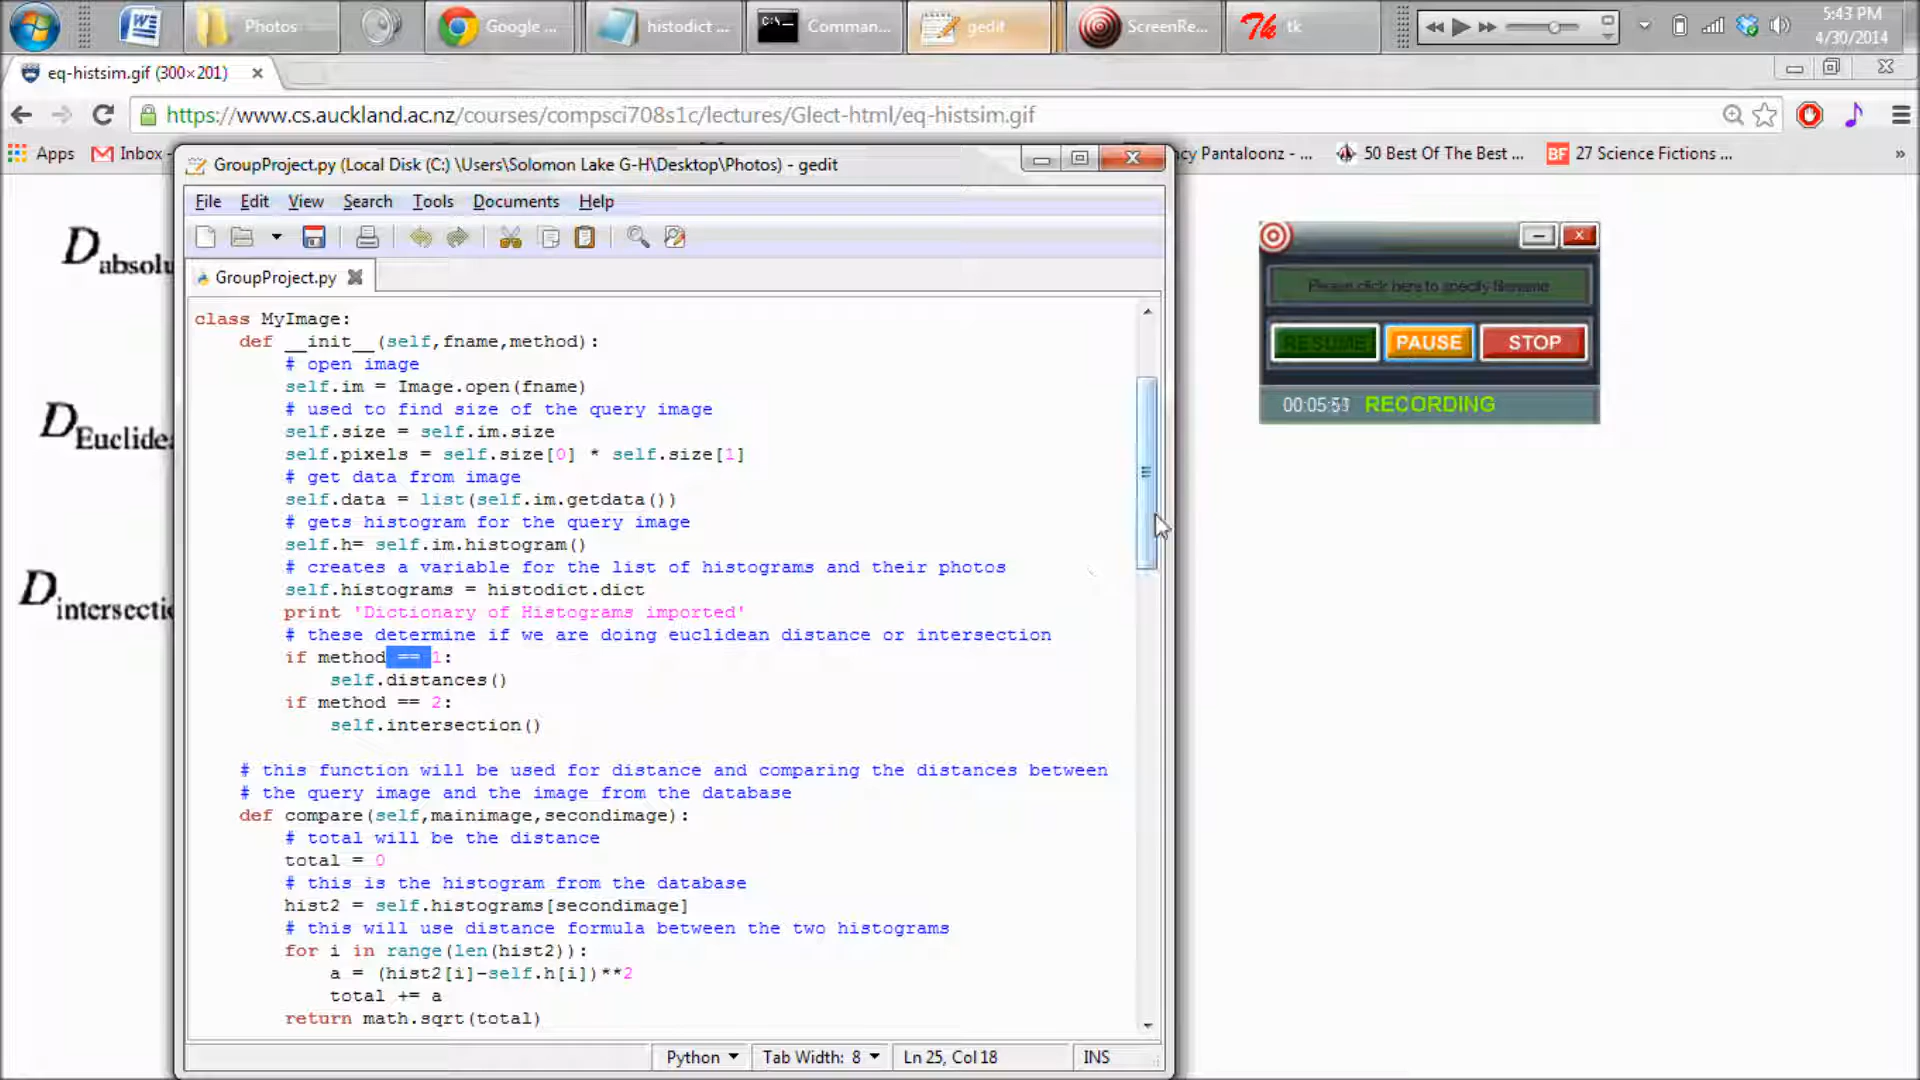 Photos
Google ...
histodict ...
Comman...
gedit
ScreenRe...
Tk tk
5:43 PM
4/30/2014
eq-histsim.gif (300×201)
https://www.cs.auckland.ac.nz/courses/compsci708s1c/lectures/Glect-html/eq-histsim.gif
Apps
Inbox
cy Pantaloonz - ...
50 Best Of The Best ...
BF 27 Science Fictions ...
»
GroupProject.py (Local Disk (C:) \Users\Solomon Lake G-H\Desktop\Photos) - gedit
File Edit View Search Tools Documents Help
GroupProject.py
class MyImage:
def __init__(self,fname,method):
# open image
self.im = Image.open(fname)
# used to find size of the query image
self.size = self.im.size
self.pixels = self.size[0] * self.size[1]
# get data from image
self.data = list(self.im.getdata())
# gets histogram for the query image
self.h= self.im.histogram()
# creates a variable for the list of histograms and their photos
self.histograms = histodict.dict
print 'Dictionary of Histograms imported'
# these determine if we are doing euclidean distance or intersection
if method == 1:
self.distances()
if method == 2:
self.intersection()
# this function will be used for distance and comparing the distances between
# the query image and the image from the database
def compare(self,mainimage,secondimage):
# total will be the distance
total = 0
# this is the histogram from the database
hist2 = self.histograms[secondimage]
# this will use distance formula between the two histograms
for i in range(len(hist2)):
a = (hist2[i]-self.h[i])**2
total += a
return math.sqrt(total)
Python
Tab Width: 8
Ln 25, Col 18
INS
D absolu
D Euclidea
D intersectio
Please click here to specify filename
RESUME
PAUSE
STOP
RECORDING